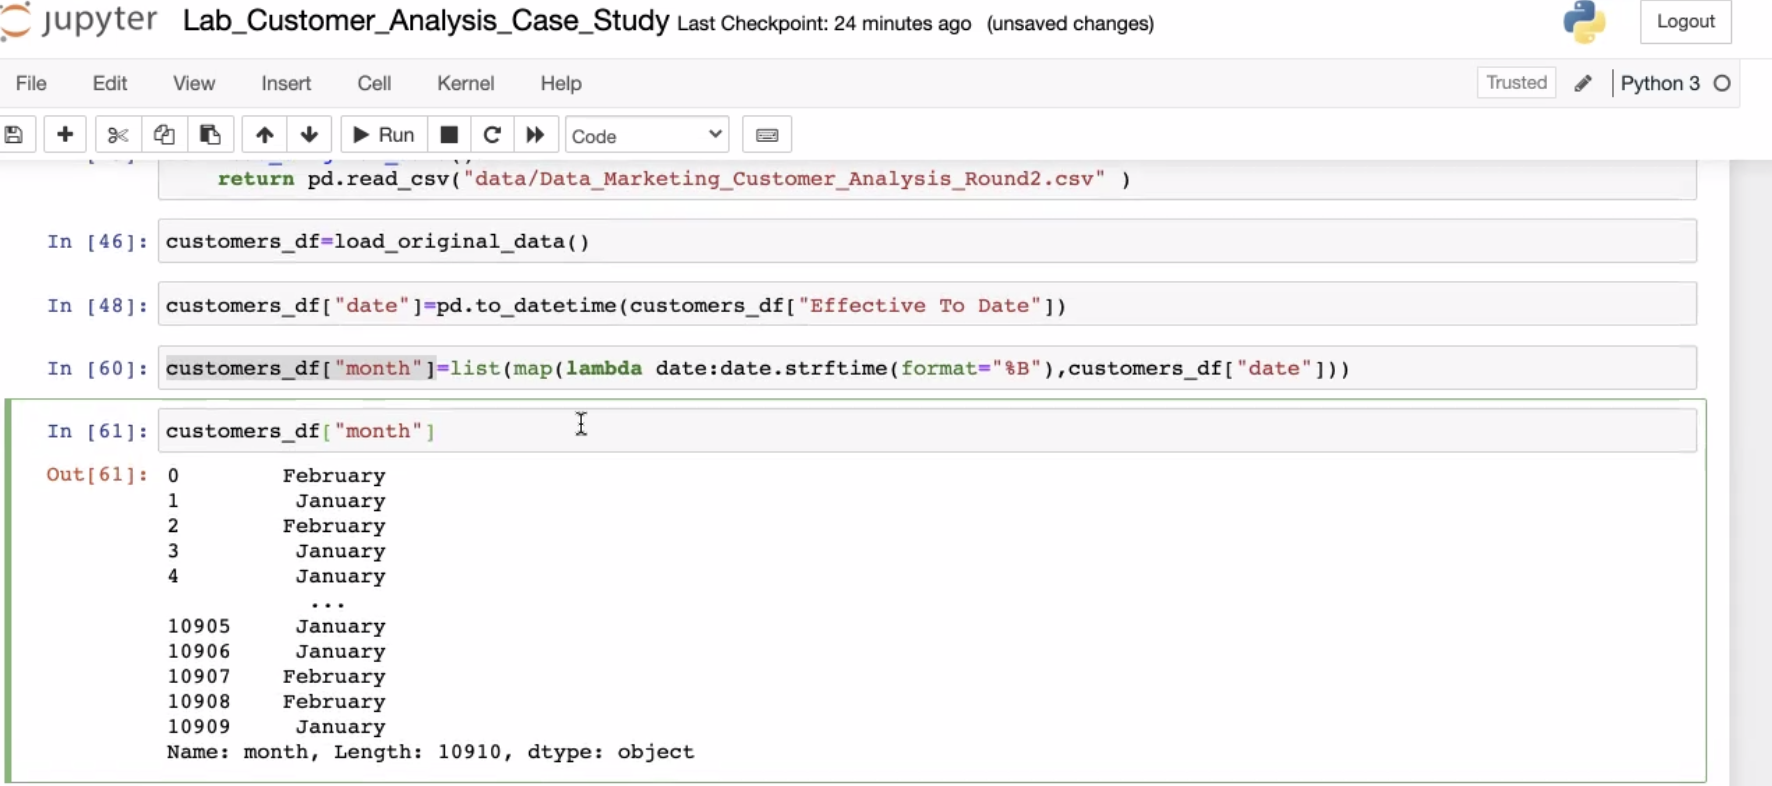 jupyter Lab_Customer_Analysis_Case_Study Last Checkpoint: 24 minutes ago (unsaved changes) Logout
File Edit View Insert Cell Kernel Help Trusted Python 3
Run Code
return pd.read_csv("data/Data_Marketing_Customer_Analysis_Round2.csv" )
In [46]: customers_df=load_original_data()
In [48]: customers_df["date"]=pd.to_datetime(customers_df["Effective To Date"])
In [60]: customers_df["month"]=list(map(lambda date:date.strftime(format="%B"),customers_df["date"]))
In [61]: customers_df["month"]
Out[61]: 0 February
1 January
2 February
3 January
4 January
...
10905 January
10906 January
10907 February
10908 February
10909 January
Name: month, Length: 10910, dtype: object